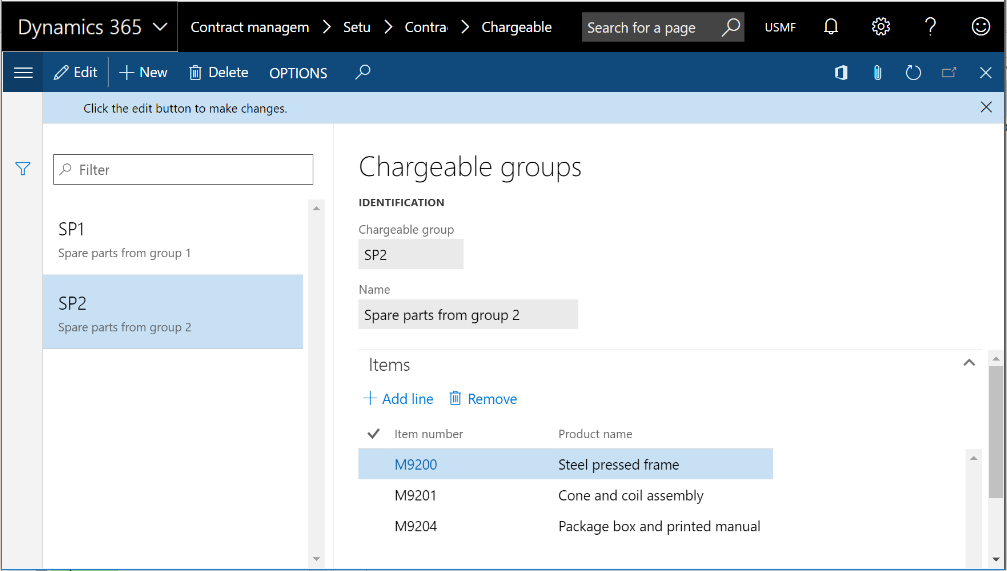 Dynamics 365 Contract managem Setu Contra Chargeable Search for a page USMF
Edit New Delete OPTIONS
Click the edit button to make changes.
Filter
SP1
Spare parts from group 1
SP2
Spare parts from group 2
Chargeable groups
IDENTIFICATION
Chargeable group
SP2
Name
Spare parts from group 2
Items
Add line Remove
Item number Product name
M9200 Steel pressed frame
M9201 Cone and coil assembly
M9204 Package box and printed manual